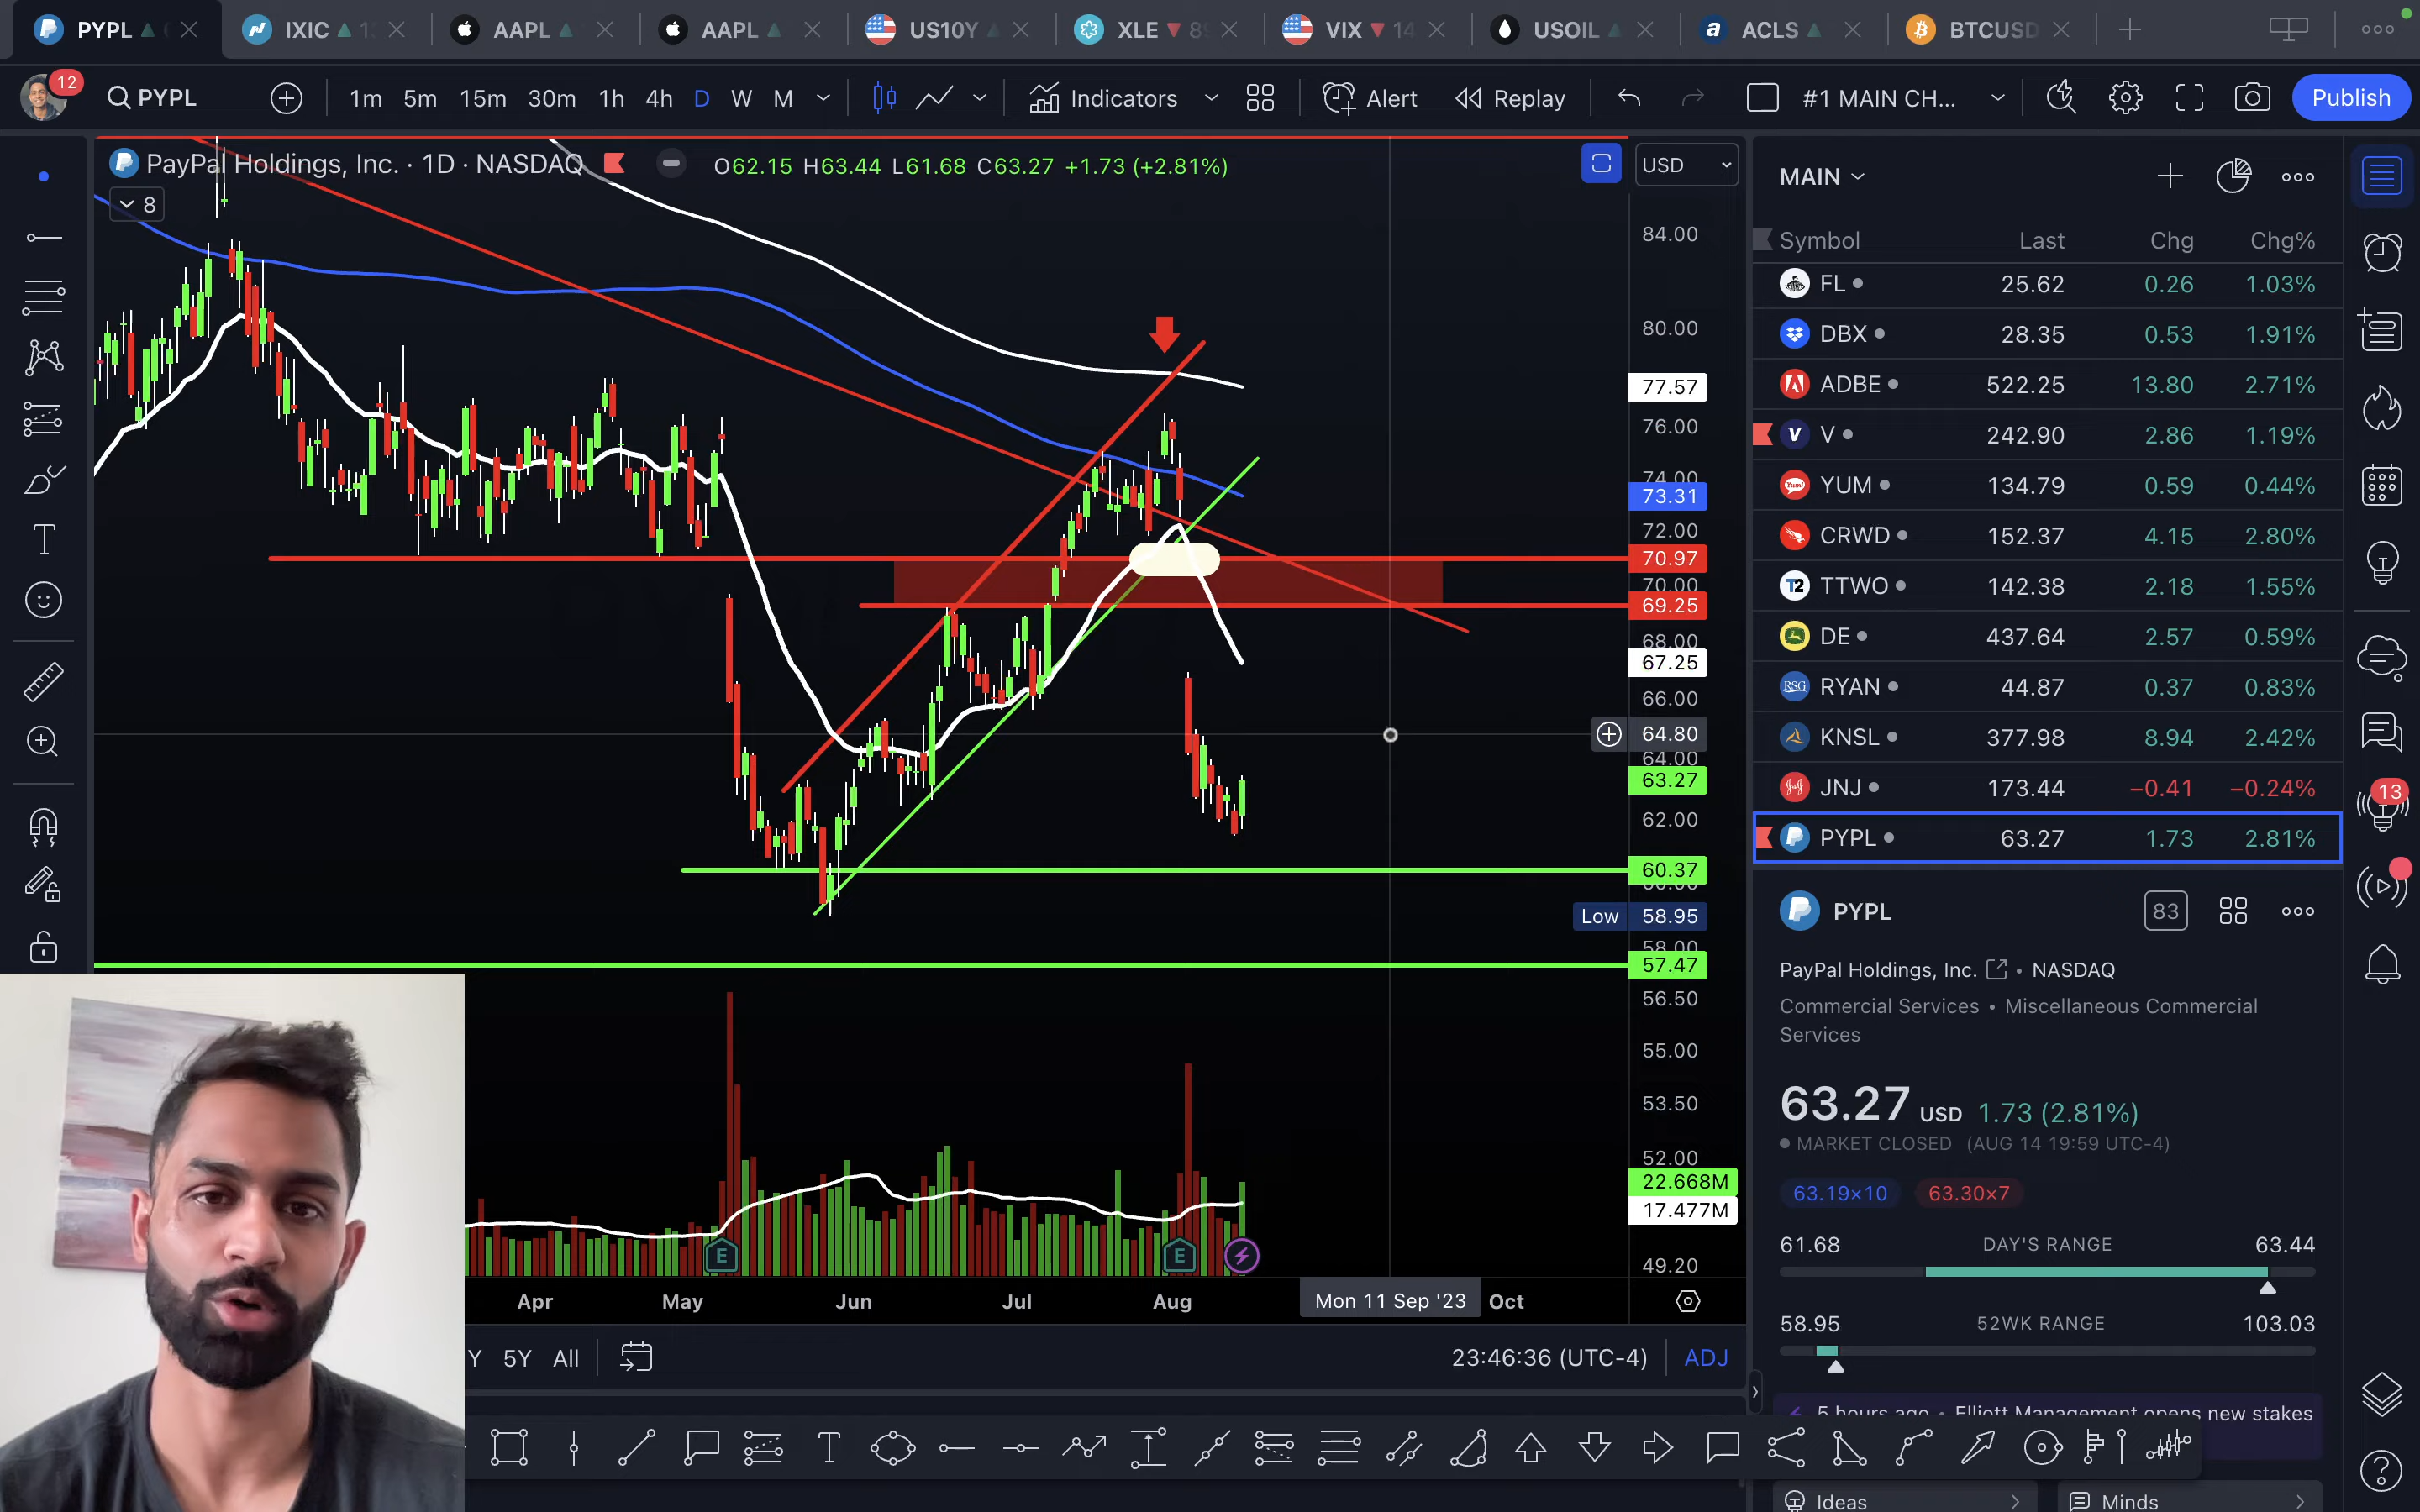 PYPL
IXIC
AAPL
AAPL
US10Y
XLE
VIX 14
USOIL
ACLS
BTCUSD
12
PYPL
1m 5m 15m 30m 1h 4h D W M
Indicators
Alert
Replay
#1 MAIN CH...
Publish
PayPal Holdings, Inc. · 1D · NASDAQ
O62.15 H63.44 L61.68 C63.27 +1.73 (+2.81%)
8
USD
84.00
80.00
77.57
76.00
74.00
73.31
72.00
70.97
70.00
69.25
68.00
67.25
66.00
64.80
64.00
63.27
62.00
60.37
Low 58.95
58.00
57.47
56.50
55.00
53.50
52.00
22.668M
17.477M
49.20
E
E
Apr May Jun Jul Aug Mon 11 Sep '23 Oct
Y 5Y All
23:46:36 (UTC-4) ADJ
MAIN
Symbol Last Chg Chg%
FL 25.62 0.26 1.03%
DBX 28.35 0.53 1.91%
ADBE 522.25 13.80 2.71%
V 242.90 2.86 1.19%
YUM 134.79 0.59 0.44%
CRWD 152.37 4.15 2.80%
TTWO 142.38 2.18 1.55%
DE 437.64 2.57 0.59%
RYAN 44.87 0.37 0.83%
KNSL 377.98 8.94 2.42%
JNJ 173.44 −0.41 −0.24%
PYPL 63.27 1.73 2.81%
PYPL 83
PayPal Holdings, Inc. • NASDAQ
Commercial Services • Miscellaneous Commercial
Services
63.27 USD 1.73 (2.81%)
MARKET CLOSED (AUG 14 19:59 UTC-4)
63.19×10 63.30×7
61.68 DAY'S RANGE 63.44
58.95 52WK RANGE 103.03
5 hours ago • Elliott Management opens new stakes
Ideas
Minds
13